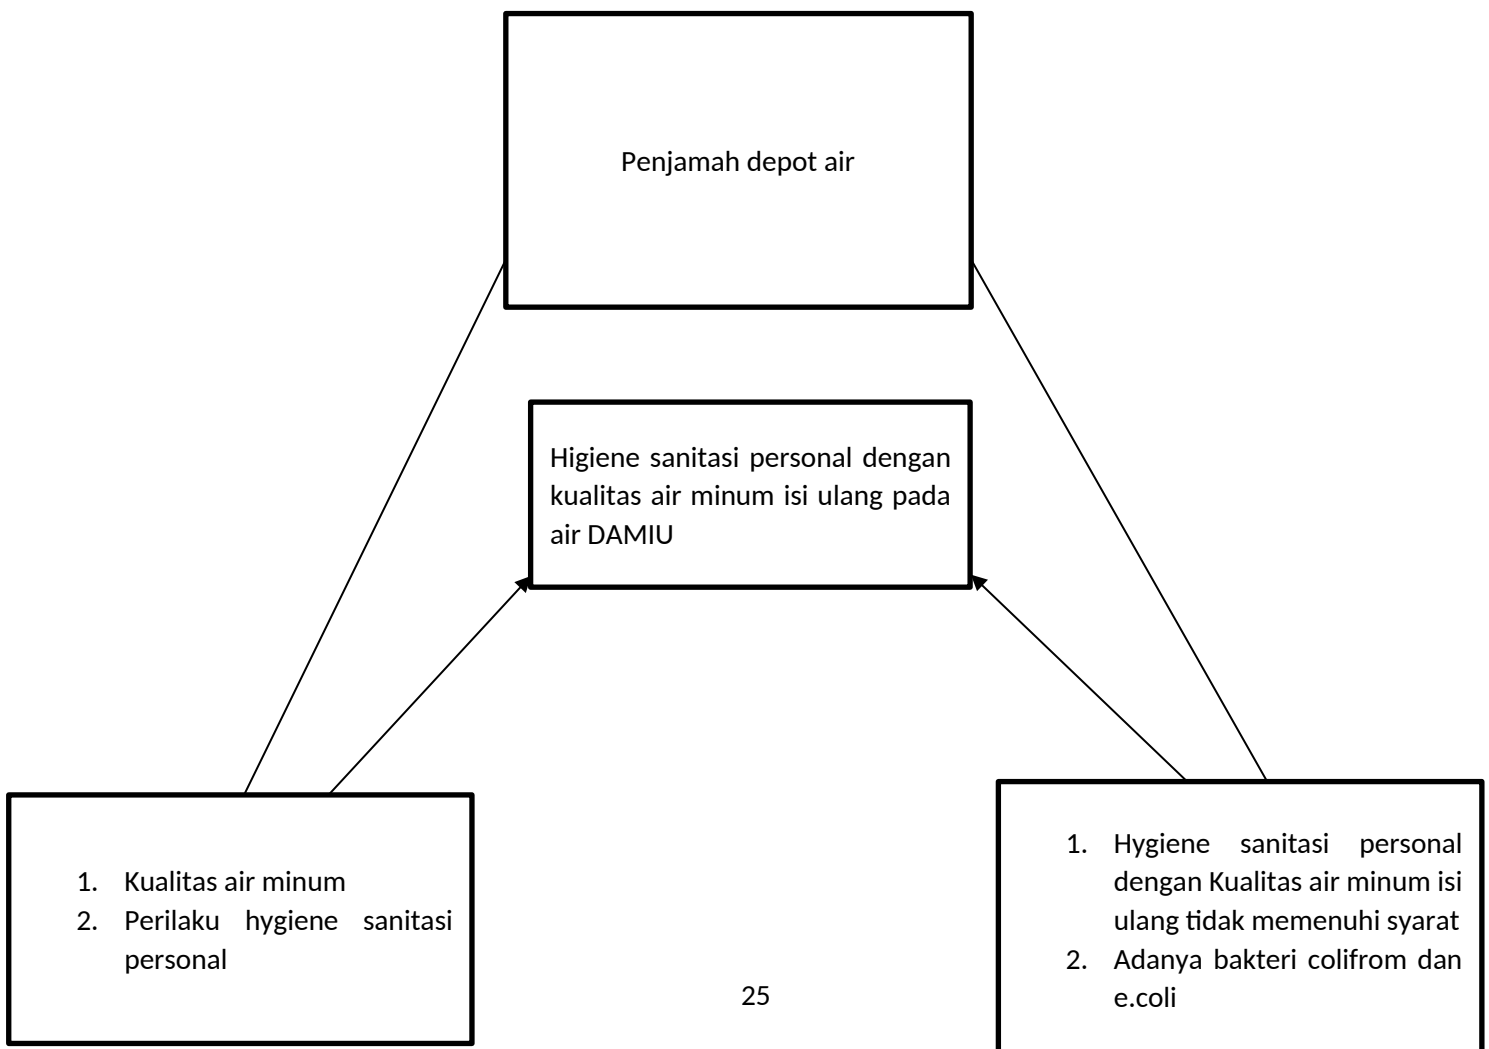 Penjamah depot air
Higiene sanitasi personal dengan
kualitas air minum isi ulang pada
air DAMIU
1. Kualitas air minum
2. Perilaku hygiene sanitasi
personal
1. Hygiene sanitasi personal
dengan Kualitas air minum isi
ulang tidak memenuhi syarat
2. Adanya bakteri colifrom dan
e.coli
25